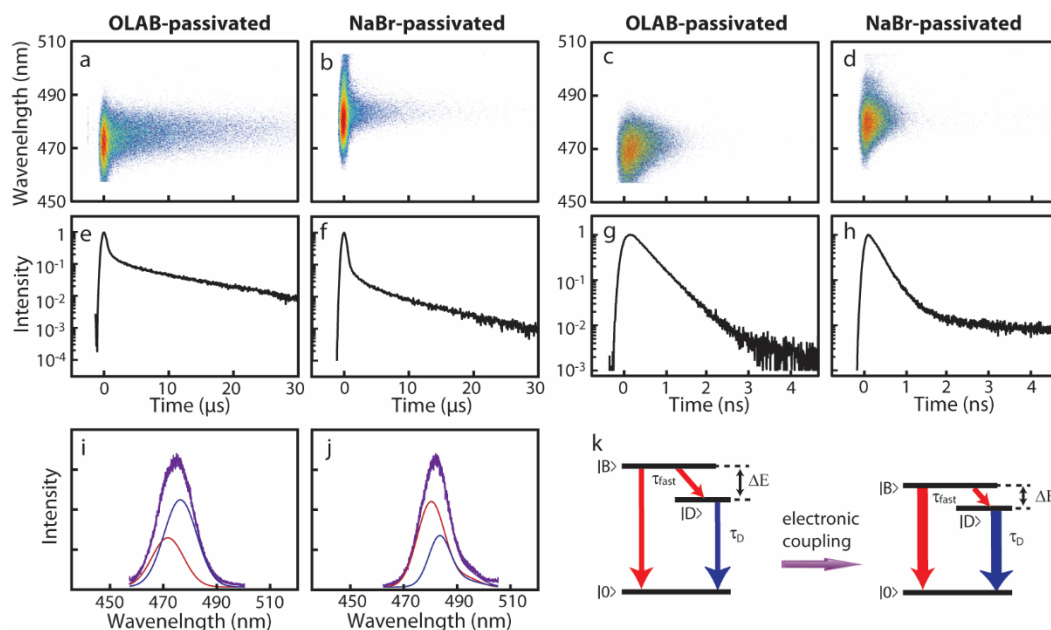 OLAB-passivated NaBr-passivated OLAB-passivated NaBr-passivated
Wavenelngth (nm)
510
490
470
450
a
b
510
490
470
450
c
d
Intensity
1
10-1
10-2
10-3
10-4
e
f
0 10 20 30
Time (µs)
0 10 20 30
Time (µs)
1
10-1
10-2
10-3
g
h
0 1 2 3 4
Time (ns)
0 1 2 3 4
Time (ns)
Intensity
i
j
450 470 490 510
Wavenelngth (nm)
450 470 490 510
Wavenelngth (nm)
k
|B>
τfast
ΔE
|D>
τD
|0>
electronic
coupling
|B>
τfast
ΔE
|D>
τD
|0>